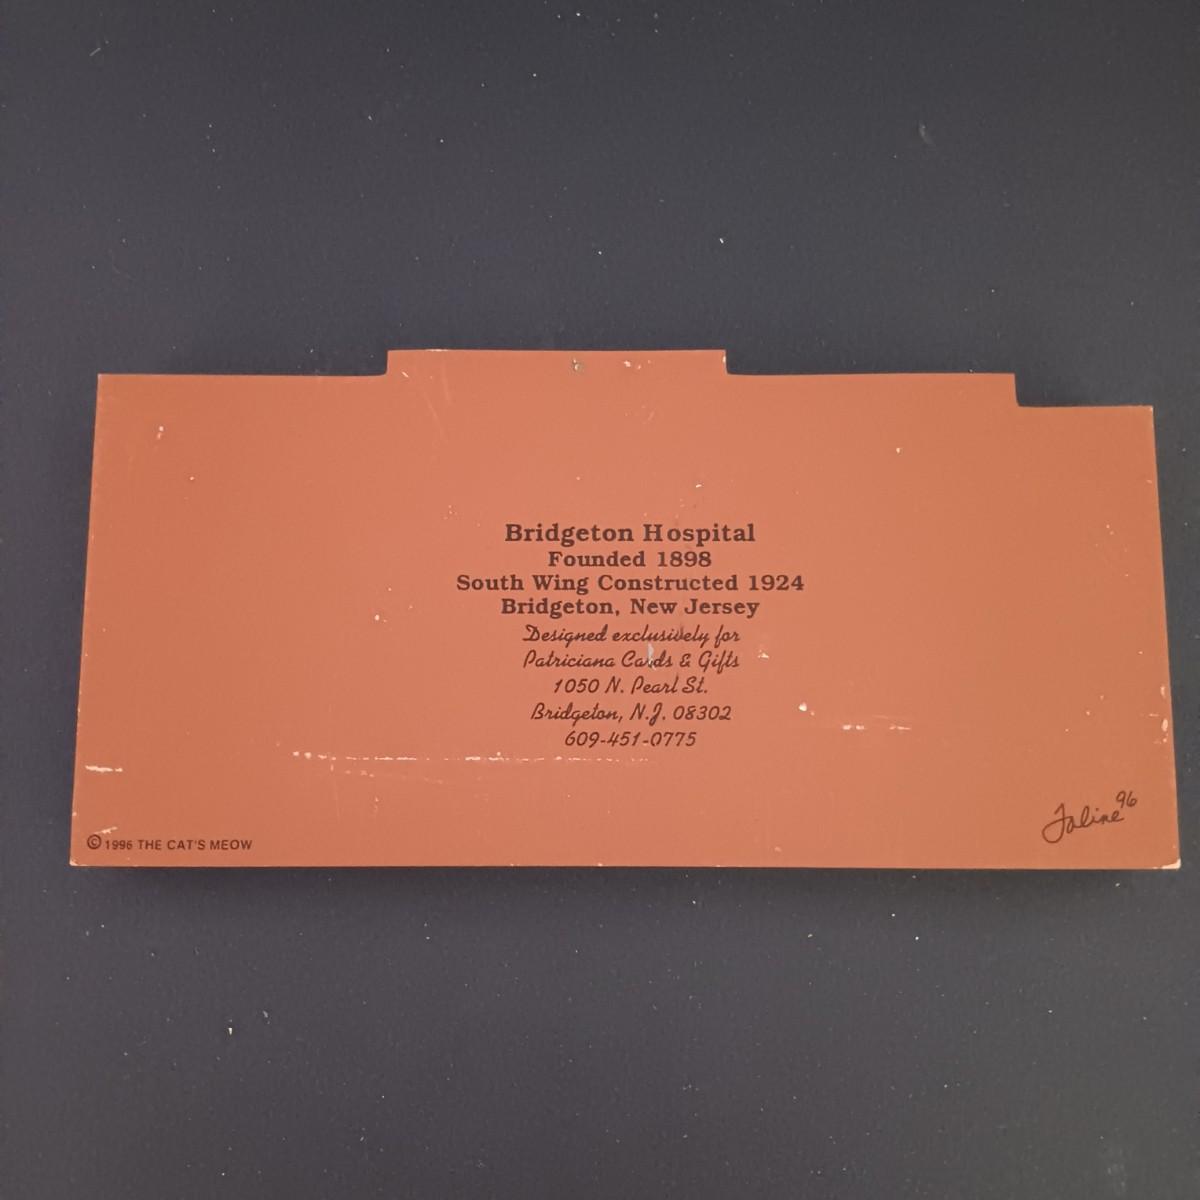 Bridgeton Hospital
Founded 1898
South Wing Constructed 1924
Bridgeton, New Jersey
Designed exclusively for
Patriciana Cards & Gifts
1050 N. Pearl St.
Bridgeton, N.J. 08302
609-451-0775
Faline 96
© 1996 THE CAT'S MEOW